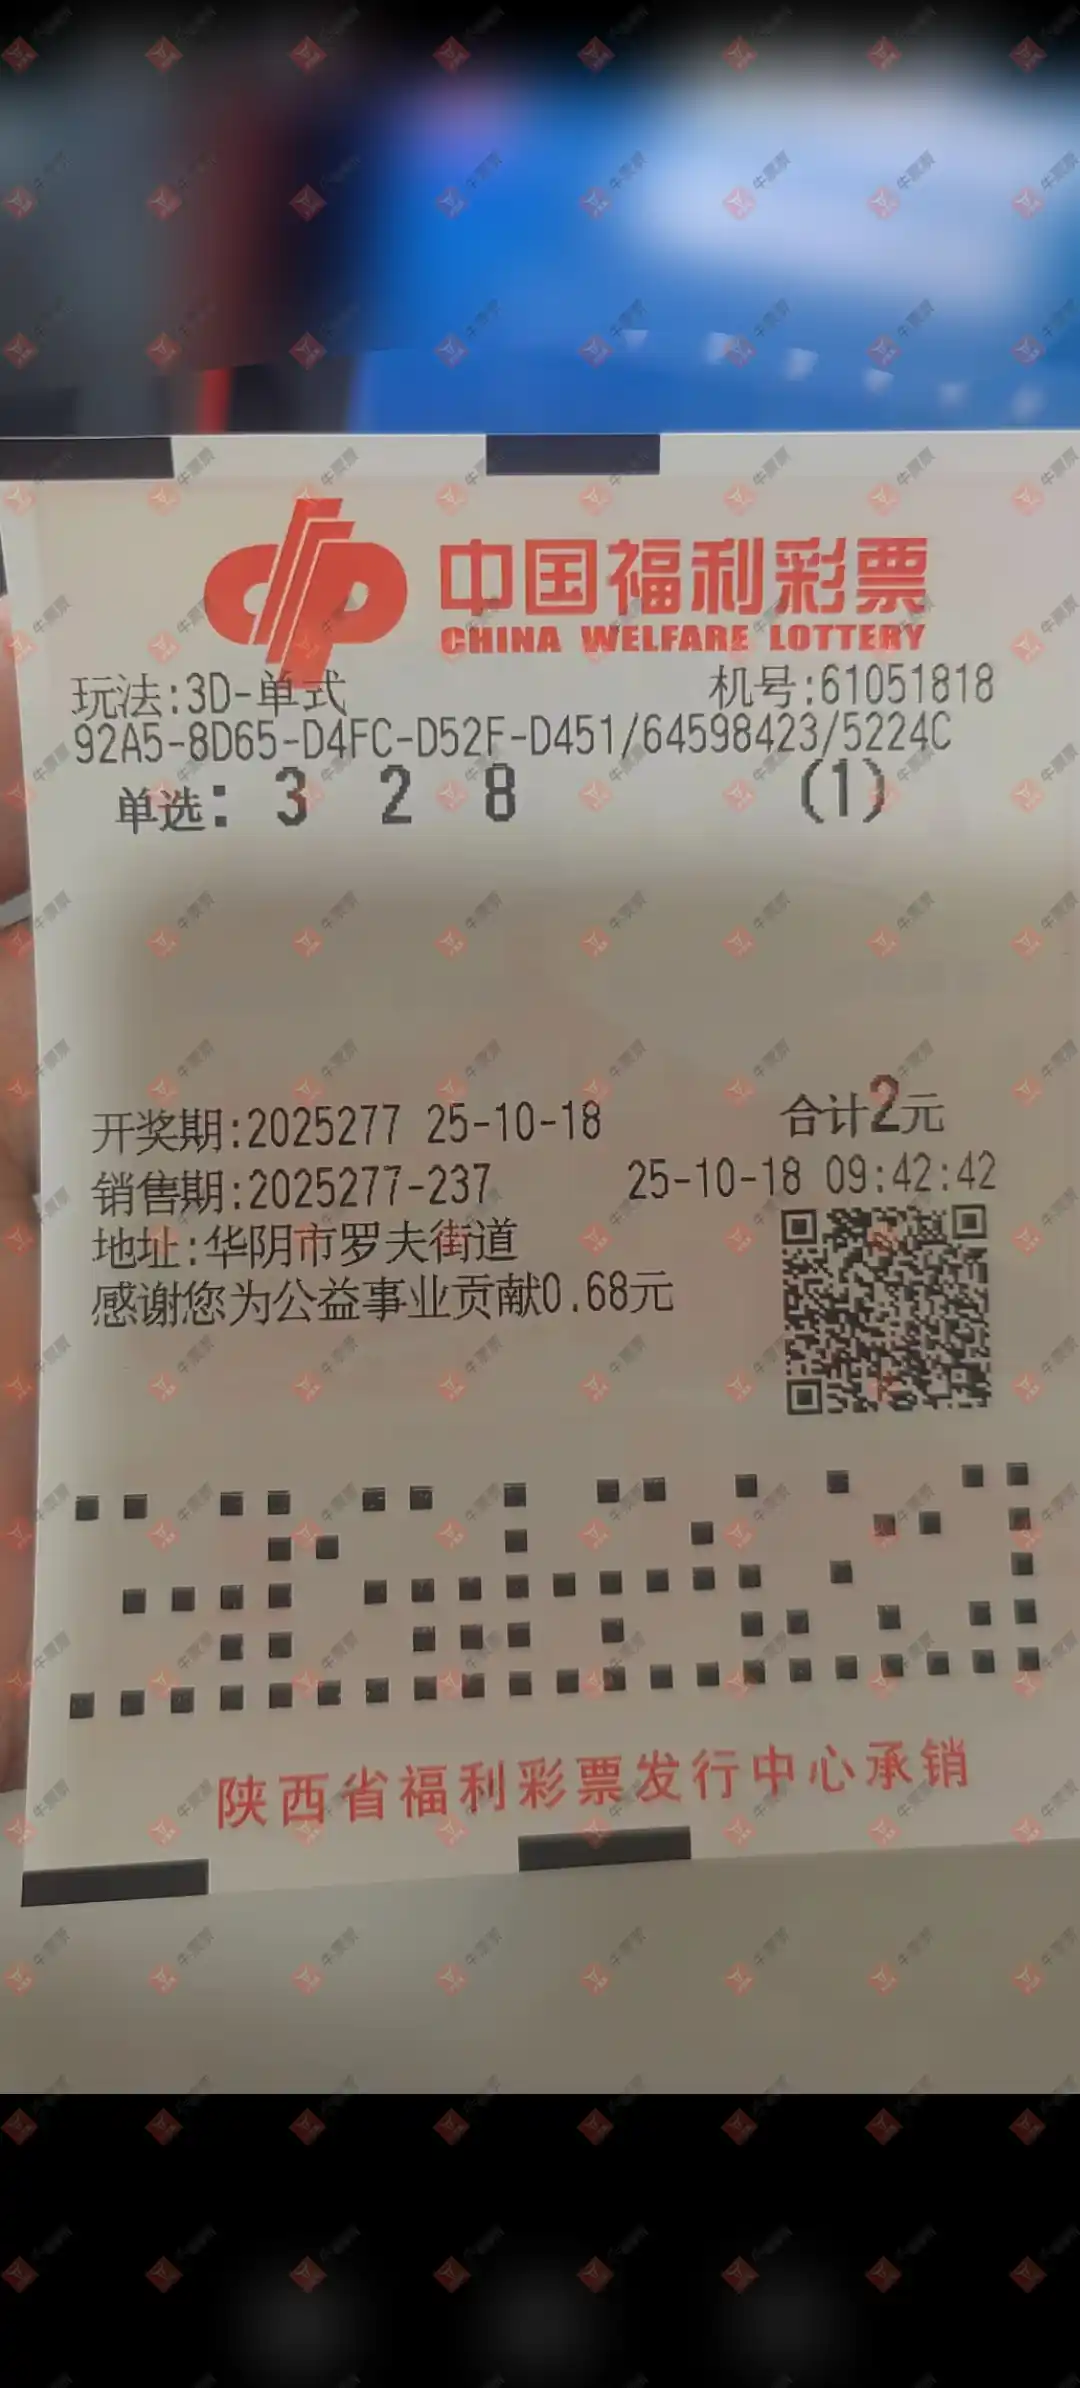 中国福利彩票
CHINA WELFARE LOTTERY
玩法:3D-单式 机号:61051818
92A5-8D65-D4FC-D52F-D451/64598423/5224C
单选: 3 2 8 (1)
开奖期:2025277 25-10-18 合计2元
销售期:2025277-237 25-10-18 09:42:42
地址:华阴市罗夫街道
感谢您为公益事业贡献0.68元
陕西省福利彩票发行中心承销